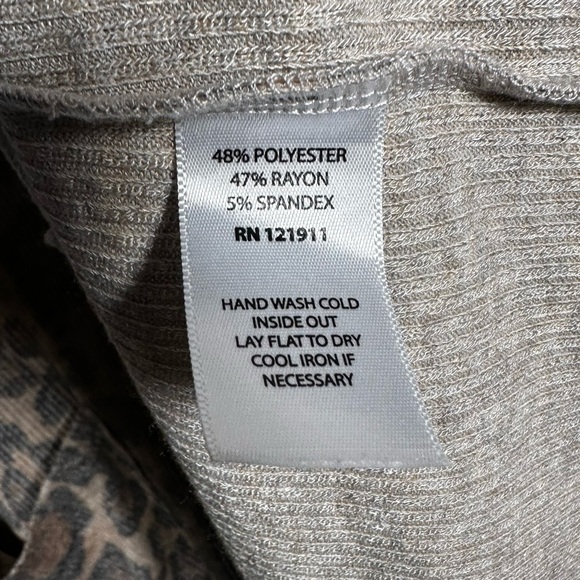 48% POLYESTER
47% RAYON
5% SPANDEX
RN 121911
HAND WASH COLD
INSIDE OUT
LAY FLAT TO DRY
COOL IRON IF
NECESSARY